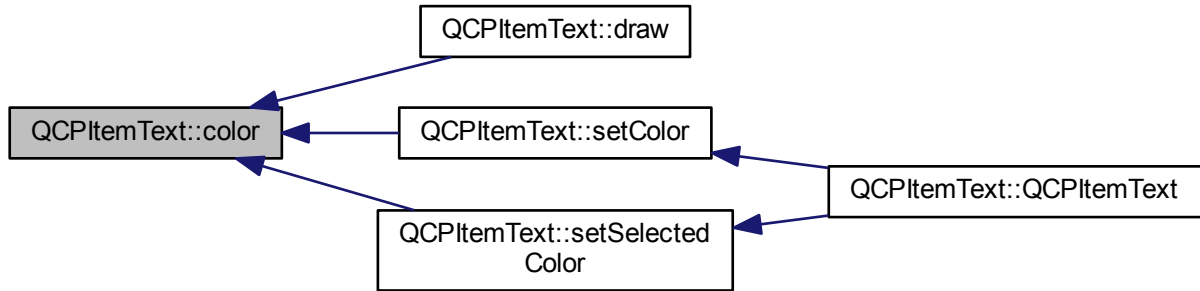 QCPItemText::draw
QCPItemText::color
QCPItemText::setColor
QCPItemText::QCPItemText
QCPItemText::setSelected
Color